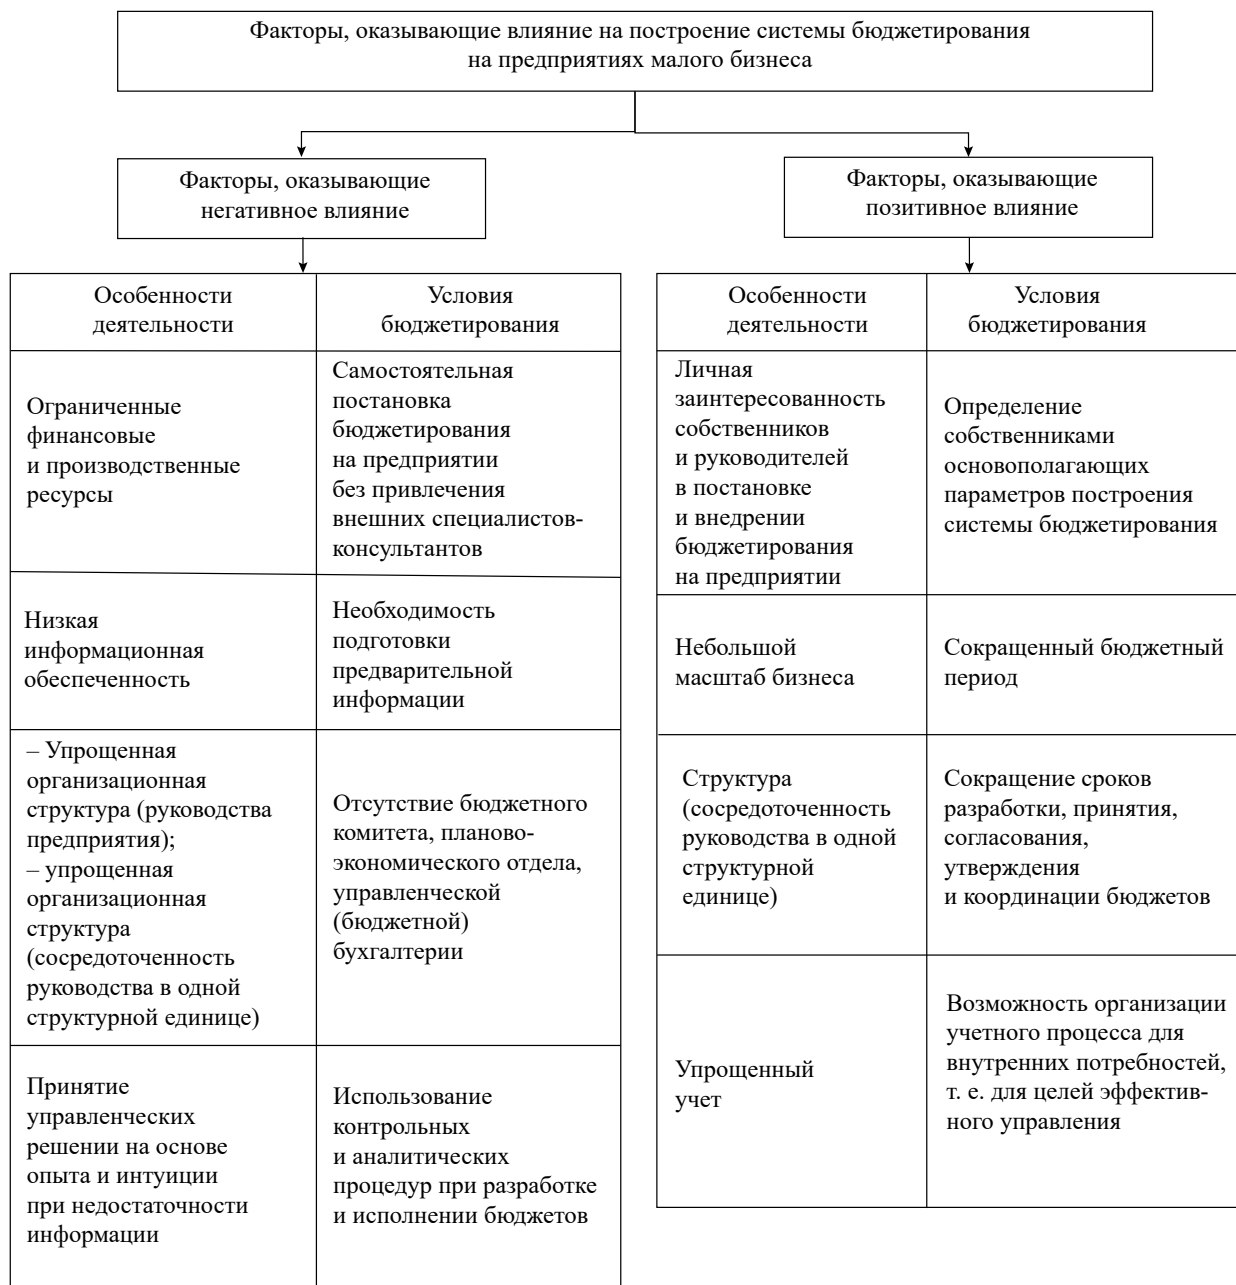 Факторы, оказывающие влияние на построение системы бюджетирования
на предприятиях малого бизнеса
Факторы, оказывающие
негативное влияние
Факторы, оказывающие
позитивное влияние
Особенности
деятельности
Условия
бюджетирования
Ограниченные
финансовые
и производственные
ресурсы
Самостоятельная
постановка
бюджетирования
на предприятии
без привлечения
внешних специалистов-
консультантов
Низкая
информационная
обеспеченность
Необходимость
подготовки
предварительной
информации
– Упрощенная
организационная
структура (руководства
предприятия);
– упрощенная
организационная
структура
(сосредоточенность
руководства в одной
структурной единице)
Отсутствие бюджетного
комитета, планово-
экономического отдела,
управленческой
(бюджетной)
бухгалтерии
Принятие
управленческих
решении на основе
опыта и интуиции
при недостаточности
информации
Использование
контрольных
и аналитических
процедур при разработке
и исполнении бюджетов
Особенности
деятельности
Условия
бюджетирования
Личная
заинтересованность
собственников
и руководителей
в постановке
и внедрении
бюджетирования
на предприятии
Определение
собственниками
основополагающих
параметров построения
системы бюджетирования
Небольшой
масштаб бизнеса
Сокращенный бюджетный
период
Структура
(сосредоточенность
руководства в одной
структурной
единице)
Сокращение сроков
разработки, принятия,
согласования,
утверждения
и координации бюджетов
Упрощенный
учет
Возможность организации
учетного процесса для
внутренних потребностей,
т. е. для целей эффектив-
ного управления